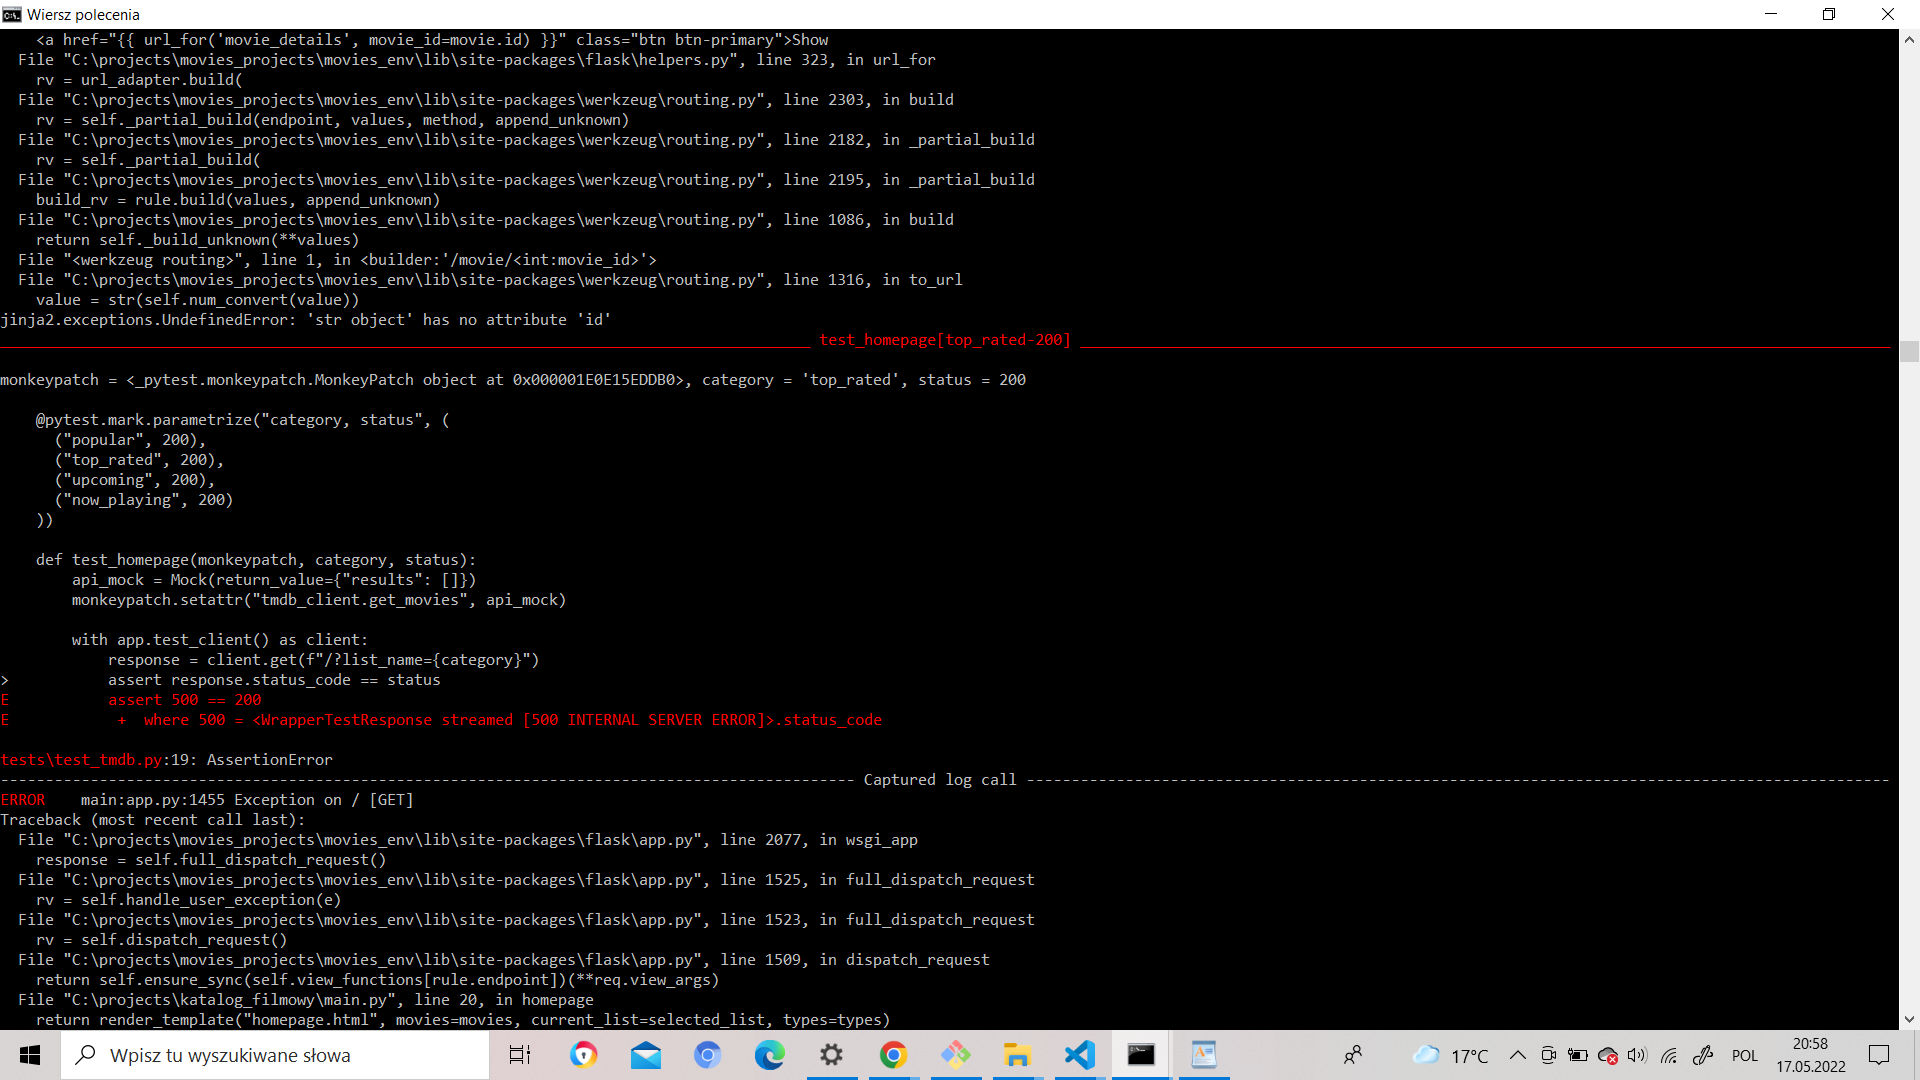 Wiersz polecenia
    <a href="{{ url_for('movie_details', movie_id=movie.id) }}" class="btn btn-primary">Show
  File "C:\projects\movies_projects\movies_env\lib\site-packages\flask\helpers.py", line 323, in url_for
    rv = url_adapter.build(
  File "C:\projects\movies_projects\movies_env\lib\site-packages\werkzeug\routing.py", line 2303, in build
    rv = self._partial_build(endpoint, values, method, append_unknown)
  File "C:\projects\movies_projects\movies_env\lib\site-packages\werkzeug\routing.py", line 2182, in _partial_build
    rv = self._partial_build(
  File "C:\projects\movies_projects\movies_env\lib\site-packages\werkzeug\routing.py", line 2195, in _partial_build
    build_rv = rule.build(values, append_unknown)
  File "C:\projects\movies_projects\movies_env\lib\site-packages\werkzeug\routing.py", line 1086, in build
    return self._build_unknown(**values)
  File "<werkzeug routing>", line 1, in <builder:'/movie/<int:movie_id>'>
  File "C:\projects\movies_projects\movies_env\lib\site-packages\werkzeug\routing.py", line 1316, in to_url
    value = str(self.num_convert(value))
jinja2.exceptions.UndefinedError: 'str object' has no attribute 'id'
test_homepage[top_rated-200]
monkeypatch = <_pytest.monkeypatch.MonkeyPatch object at 0x000001E0E15EDDB0>, category = 'top_rated', status = 200
    @pytest.mark.parametrize("category, status", (
      ("popular", 200),
      ("top_rated", 200),
      ("upcoming", 200),
      ("now_playing", 200)
    ))
    def test_homepage(monkeypatch, category, status):
        api_mock = Mock(return_value={"results": []})
        monkeypatch.setattr("tmdb_client.get_movies", api_mock)
        with app.test_client() as client:
            response = client.get(f"/?list_name={category}")
>           assert response.status_code == status
E           assert 500 == 200
E            +  where 500 = <WrapperTestResponse streamed [500 INTERNAL SERVER ERROR]>.status_code
tests\test_tmdb.py:19: AssertionError
Captured log call
ERROR    main:app.py:1455 Exception on / [GET]
Traceback (most recent call last):
  File "C:\projects\movies_projects\movies_env\lib\site-packages\flask\app.py", line 2077, in wsgi_app
    response = self.full_dispatch_request()
  File "C:\projects\movies_projects\movies_env\lib\site-packages\flask\app.py", line 1525, in full_dispatch_request
    rv = self.handle_user_exception(e)
  File "C:\projects\movies_projects\movies_env\lib\site-packages\flask\app.py", line 1523, in full_dispatch_request
    rv = self.dispatch_request()
  File "C:\projects\movies_projects\movies_env\lib\site-packages\flask\app.py", line 1509, in dispatch_request
    return self.ensure_sync(self.view_functions[rule.endpoint])(**req.view_args)
  File "C:\projects\katalog_filmowy\main.py", line 20, in homepage
    return render_template("homepage.html", movies=movies, current_list=selected_list, types=types)
Wpisz tu wyszukiwane słowa
17°C
POL
20:58
17.05.2022